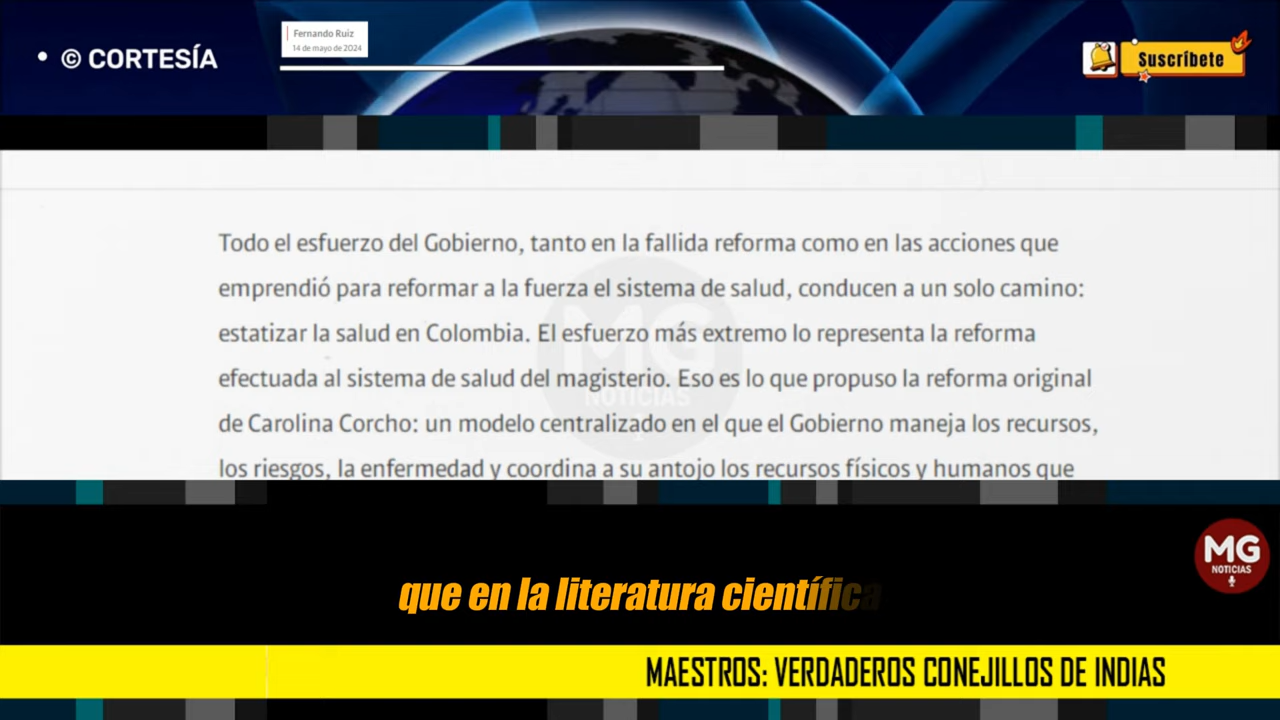 • © CORTESÍA
Fernando Ruiz
14 de mayo de 2024
Suscríbete
Todo el esfuerzo del Gobierno, tanto en la fallida reforma como en las acciones que
emprendió para reformar a la fuerza el sistema de salud, conducen a un solo camino:
estatizar la salud en Colombia. El esfuerzo más extremo lo representa la reforma
efectuada al sistema de salud del magisterio. Eso es lo que propuso la reforma original
de Carolina Corcho: un modelo centralizado en el que el Gobierno maneja los recursos,
los riesgos, la enfermedad y coordina a su antojo los recursos físicos y humanos que
MG
NOTICIAS
que en la literatura científica
MG
NOTICIAS
MAESTROS: VERDADEROS CONEJILLOS DE INDIAS